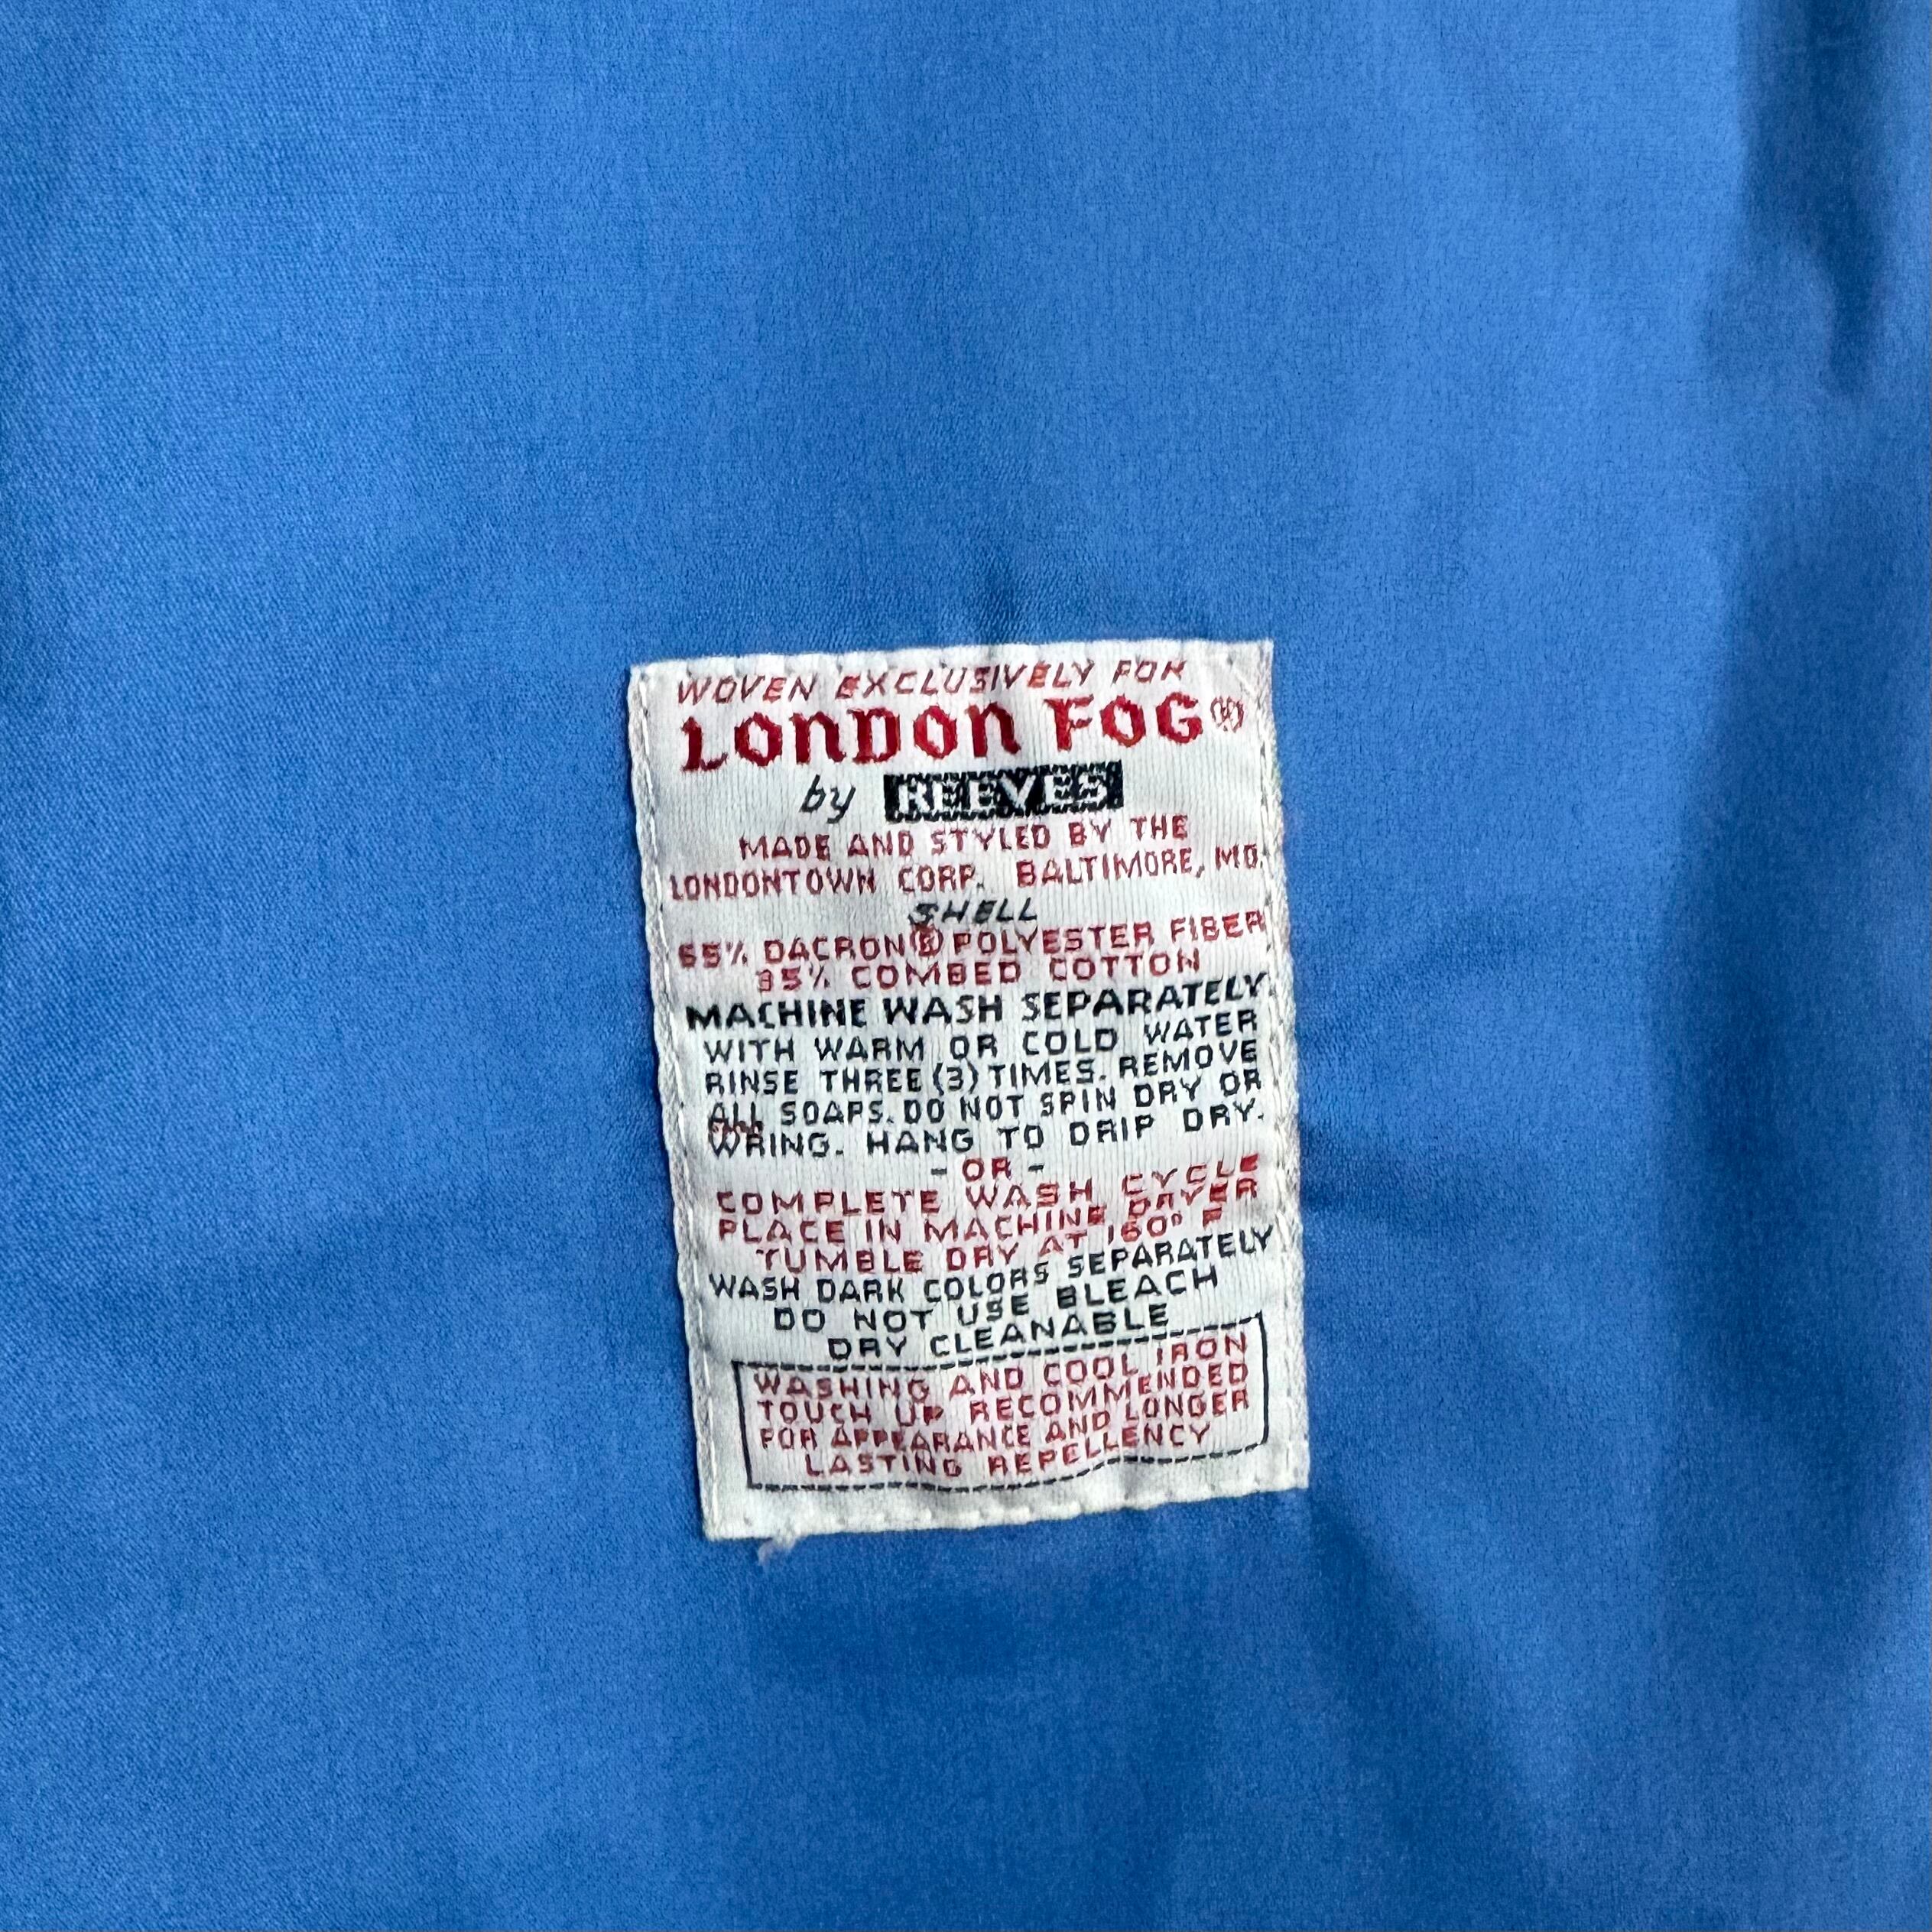 WOVEN EXCLUSIVELY FOR
LONDON FOG®
by REEVES
MADE AND STYLED BY THE
LONDONTOWN CORP. BALTIMORE, MD.
SHELL
65% DACRON® POLYESTER FIBER
35% COMBED COTTON
MACHINE WASH SEPARATELY
WITH WARM OR COLD WATER
RINSE THREE (3) TIMES. REMOVE
ALL SOAPS. DO NOT SPIN DRY OR
WRING. HANG TO DRIP DRY.
- OR -
COMPLETE WASH CYCLE
PLACE IN MACHINE DRYER
TUMBLE DRY AT 160° F
WASH DARK COLORS SEPARATELY
DO NOT USE BLEACH
DRY CLEANABLE
WASHING AND COOL IRON
TOUCH UP RECOMMENDED
FOR APPEARANCE AND LONGER
LASTING REPELLENCY